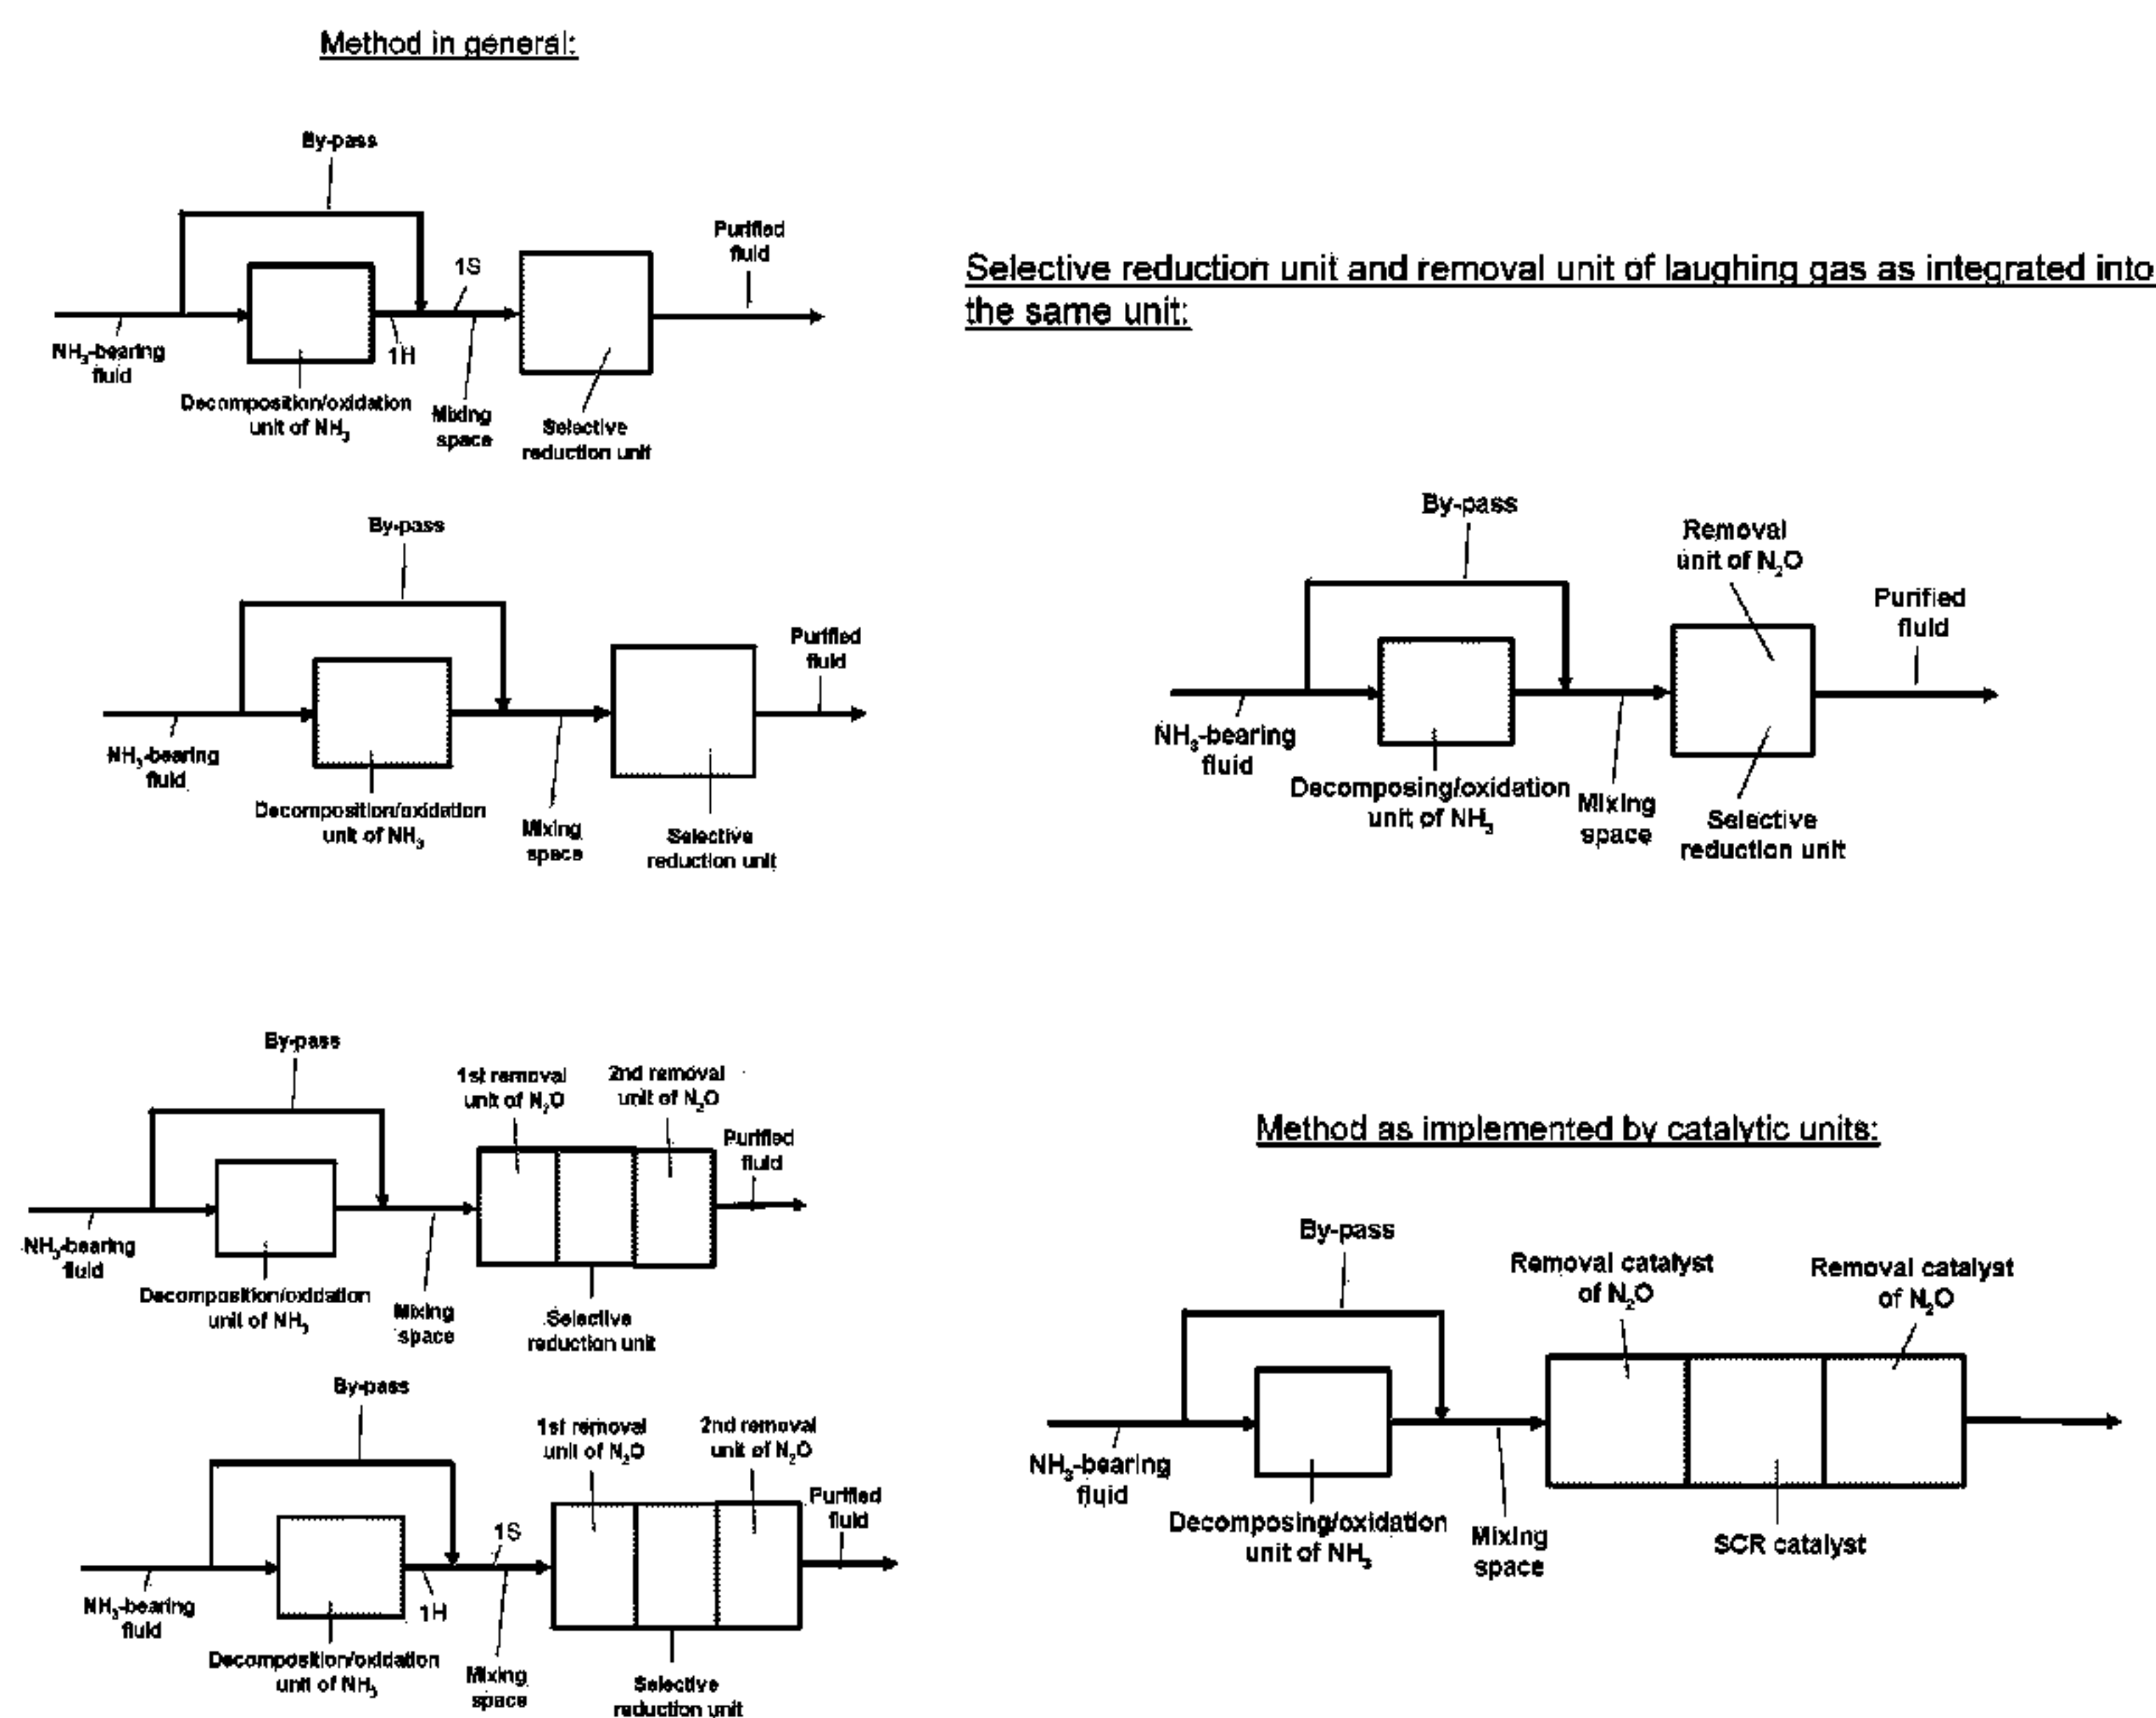 Method in general:
By-pass
Purified
fluid
1S
NH₃-bearing
fluid
1H
Decomposition/oxidation
unit of NH₃
Mixing
space
Selective
reduction unit
By-pass
Purified
fluid
NH₃-bearing
fluid
Decomposition/oxidation
unit of NH₃
Mixing
space
Selective
reduction unit
By-pass
1st removal
unit of N₂O
2nd removal
unit of N₂O
Purified
fluid
NH₃-bearing
fluid
Decomposition/oxidation
unit of NH₃
Mixing
space
Selective
reduction unit
By-pass
1st removal
unit of N₂O
2nd removal
unit of N₂O
Purified
fluid
1S
NH₃-bearing
fluid
1H
Decomposition/oxidation
unit of NH₃
Mixing
space
Selective
reduction unit
Selective reduction unit and removal unit of laughing gas as integrated into
the same unit:
By-pass
Removal
unit of N₂O
Purified
fluid
NH₃-bearing
fluid
Decomposing/oxidation
unit of NH₃
Mixing
space
Selective
reduction unit
Method as implemented by catalytic units:
By-pass
Removal catalyst
of N₂O
Removal catalyst
of N₂O
NH₃-bearing
fluid
Decomposing/oxidation
unit of NH₃
Mixing
space
SCR catalyst